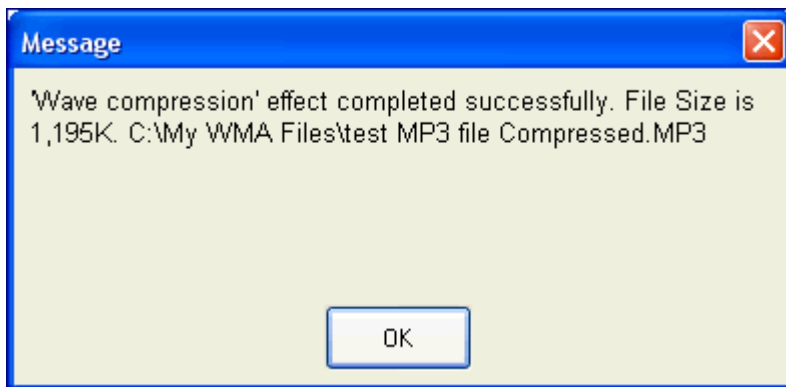 Message
'Wave compression' effect completed successfully. File Size is
1,195K. C:\My WMA Files\test MP3 file Compressed.MP3
OK